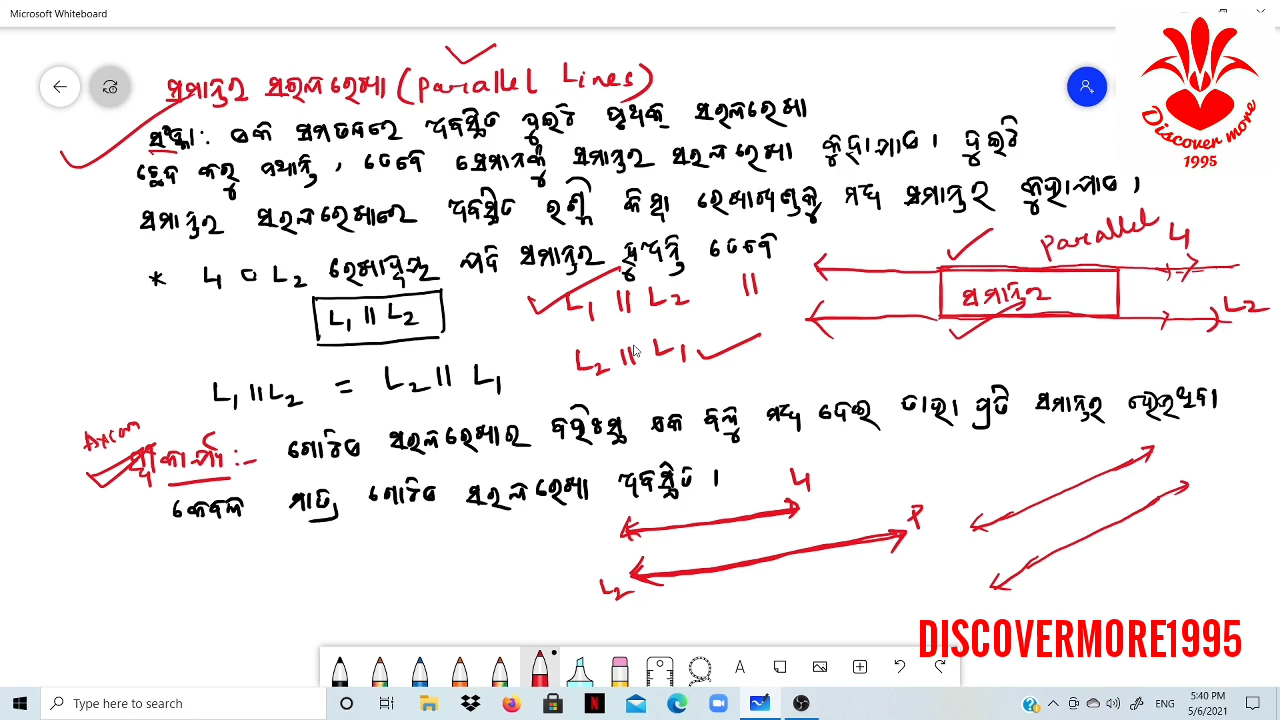 Microsoft Whiteboard
ସମାନ୍ତର ସରଳରେଖା (Parallel Lines)
ସଂଜ୍ଞା: ଏକ ସମତଳରେ ଅବସ୍ଥିତ ଦୁଇଟି ପୃଥକ୍ ସରଳରେଖା
ଛେଦ କରୁ ନଥାନ୍ତି, ତେବେ ସେମାନଙ୍କୁ ସମାନ୍ତର ସରଳରେଖା କୁହାଯାଏ। ଦୁଇଟି
ସମାନ୍ତର ସରଳରେଖାରେ ଅବସ୍ଥିତ ରଶ୍ମି କିମ୍ବା ରେଖାଖଣ୍ଡକୁ ମଧ୍ୟ ସମାନ୍ତର କୁହାଯାଏ।
* L1 ଓ L2 ରେଖାଦ୍ୱୟ ଯଦି ସମାନ୍ତର ହୁଅନ୍ତି ତେବେ
L1 || L2
L1 || L2 ||
L2 || L1
Parallel
L1
ସମାନ୍ତର
L2
L1 || L2 = L2 || L1
ସ୍ୱୀକାର୍ଯ୍ୟ :- ଗୋଟିଏ ସରଳରେଖାର ବହିଃସ୍ଥ ଏକ ବିନ୍ଦୁ ମଧ୍ୟ ଦେଇ ତାହା ପ୍ରତି ସମାନ୍ତର ହୋଇଥିବା
କେବଳ ମାତ୍ର ଗୋଟିଏ ସରଳରେଖା ଅବସ୍ଥିତ ।
L1
P
L2
Discover more
1995
DISCOVERMORE1995
Type here to search
ENG
5:40 PM
5/6/2021